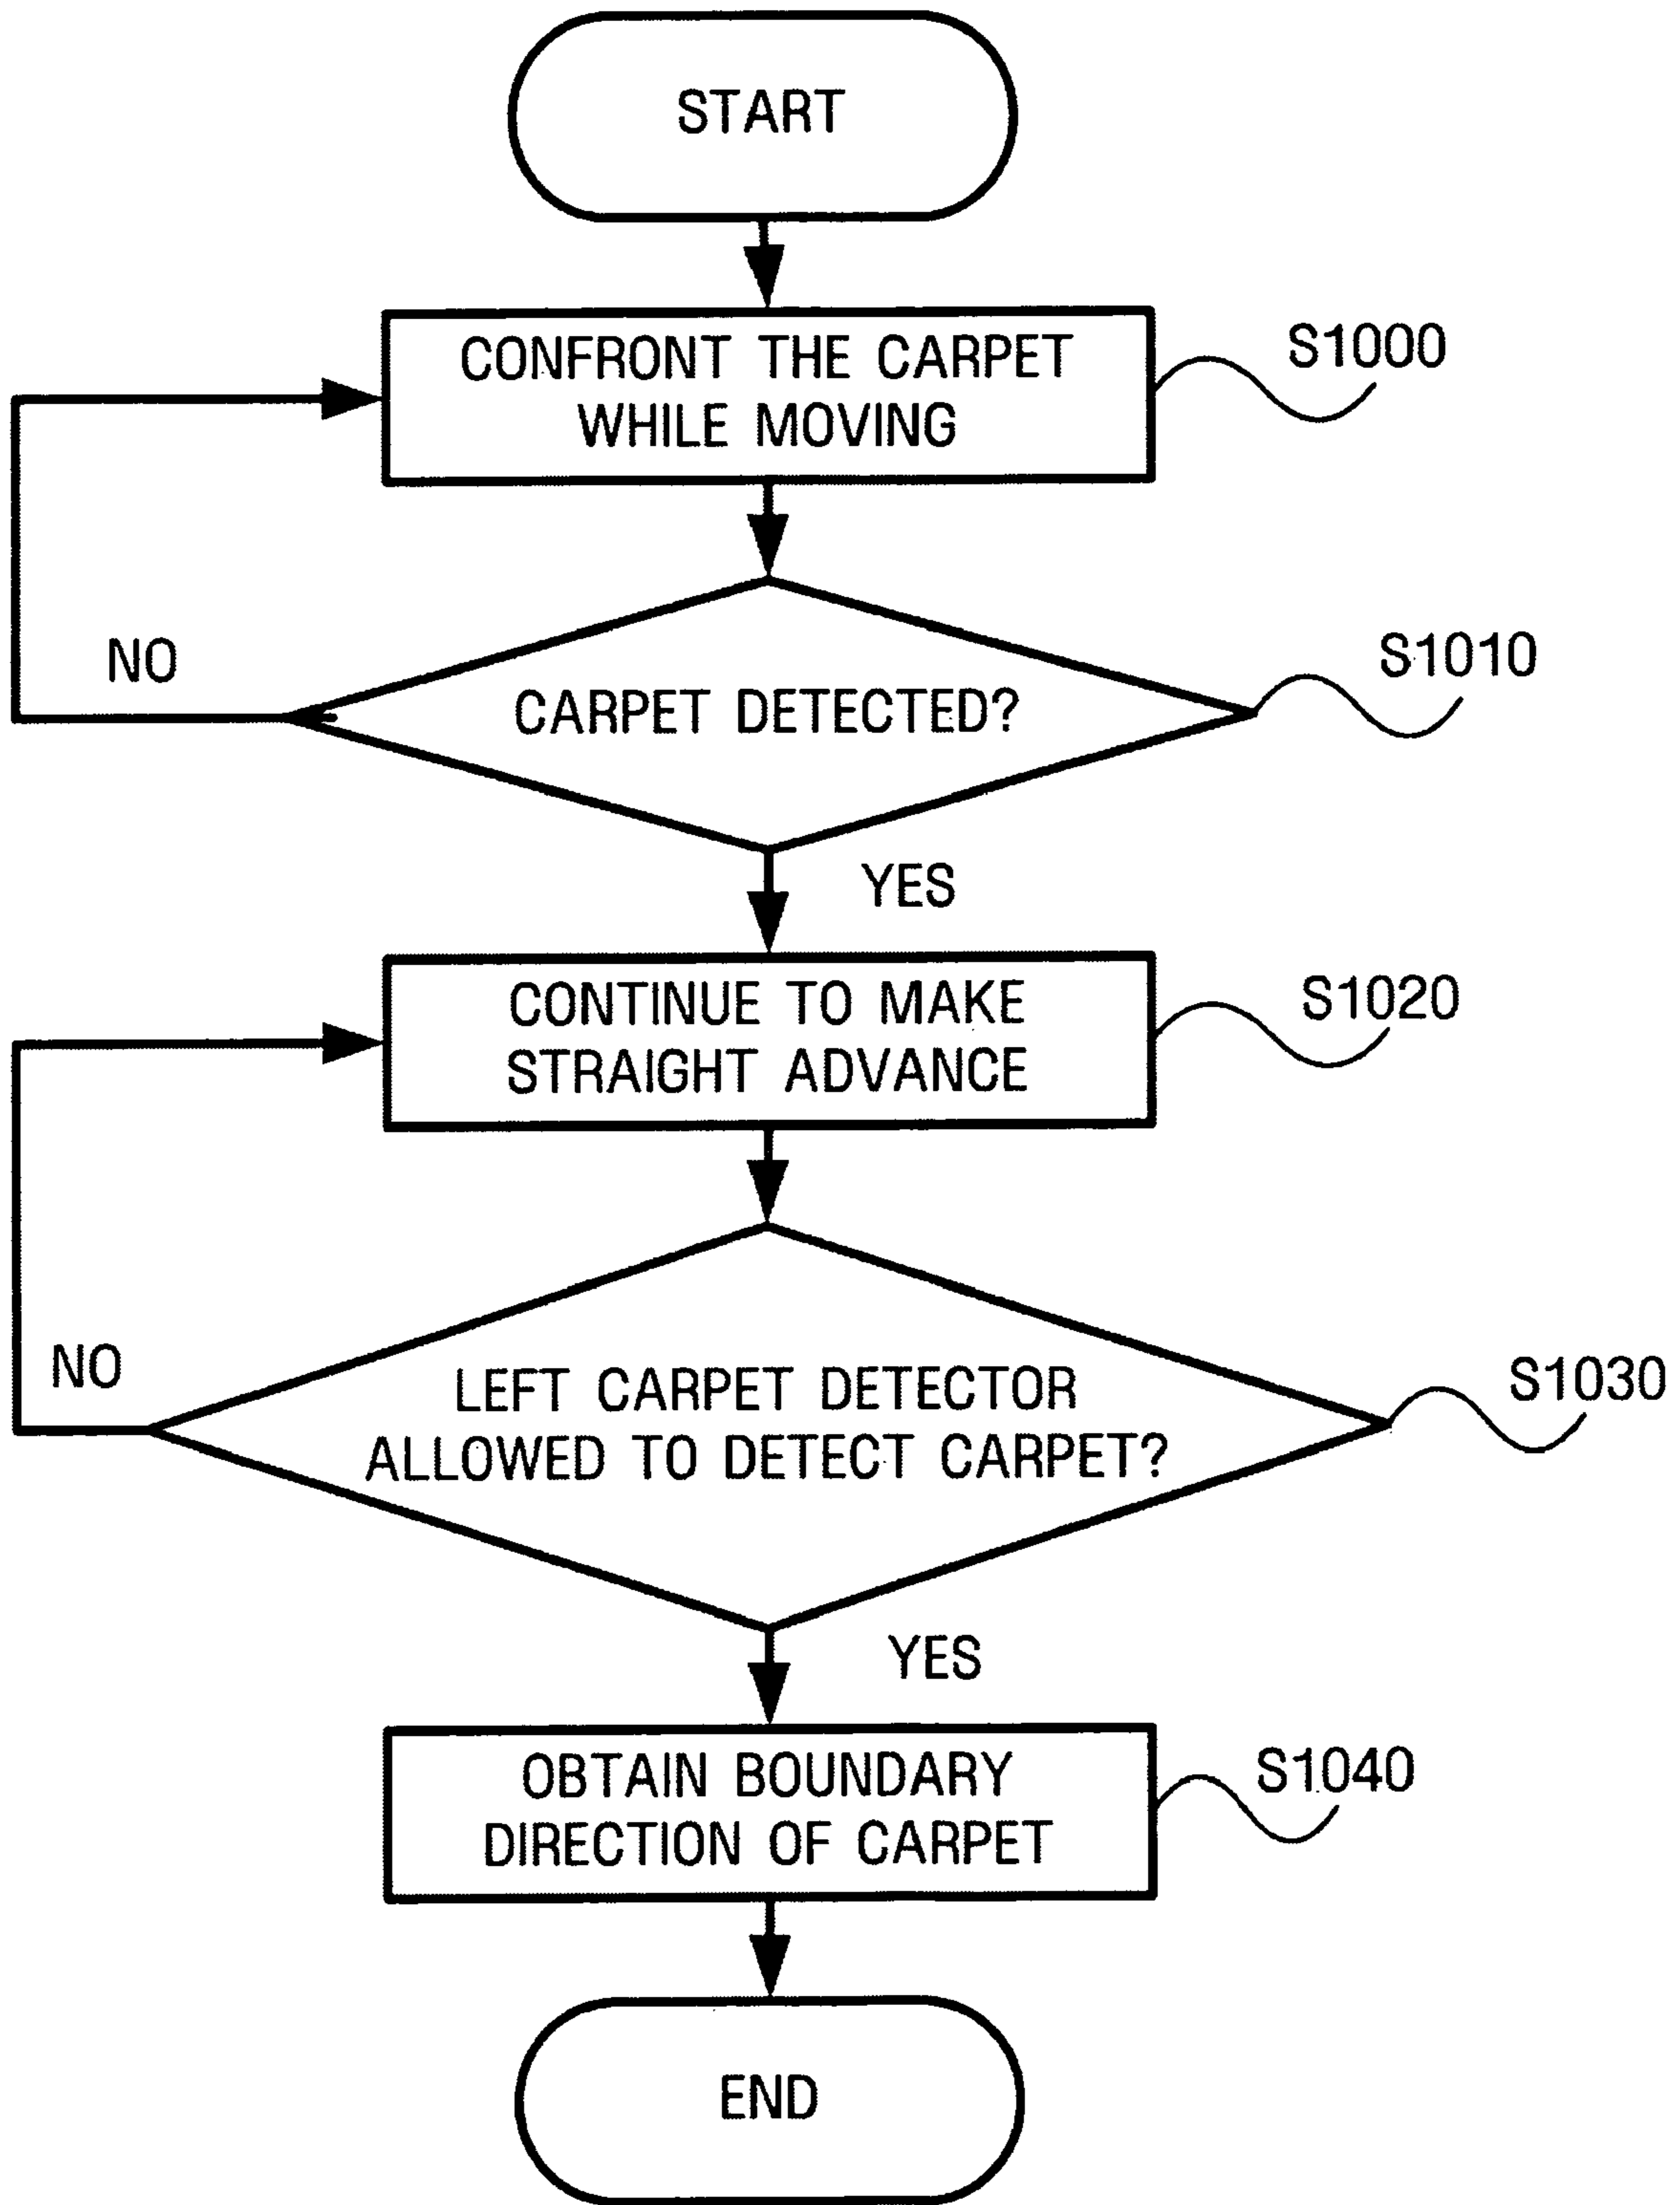 START
CONFRONT THE CARPET
WHILE MOVING
S1000
NO
CARPET DETECTED?
S1010
YES
CONTINUE TO MAKE
STRAIGHT ADVANCE
S1020
NO
LEFT CARPET DETECTOR
ALLOWED TO DETECT CARPET?
S1030
YES
OBTAIN BOUNDARY
DIRECTION OF CARPET
S1040
END